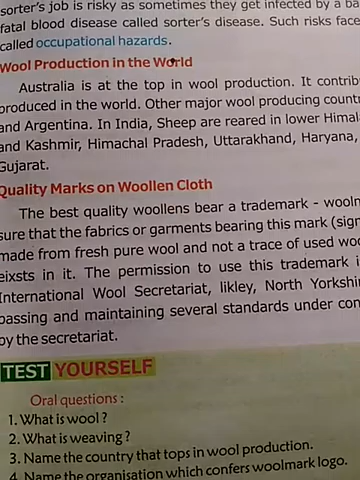 sorter's job is risky as sometimes they get infected by a ba
fatal blood disease called sorter's disease. Such risks face
called occupational hazards.
Wool Production in the World
Australia is at the top in wool production. It contrib
produced in the world. Other major wool producing count
and Argentina. In India, Sheep are reared in lower Himal
and Kashmir, Himachal Pradesh, Uttarakhand, Haryana,
Gujarat.
Quality Marks on Woollen Cloth
The best quality woollens bear a trademark - wooln
sure that the fabrics or garments bearing this mark (sign
made from fresh pure wool and not a trace of used woo
eixsts in it. The permission to use this trademark i
International Wool Secretariat, likley, North Yorkshi
passing and maintaining several standards under con
by the secretariat.
TEST YOURSELF
Oral questions :
1. What is wool ?
2. What is weaving ?
3. Name the country that tops in wool production.
4. Name the organisation which confers woolmark logo.